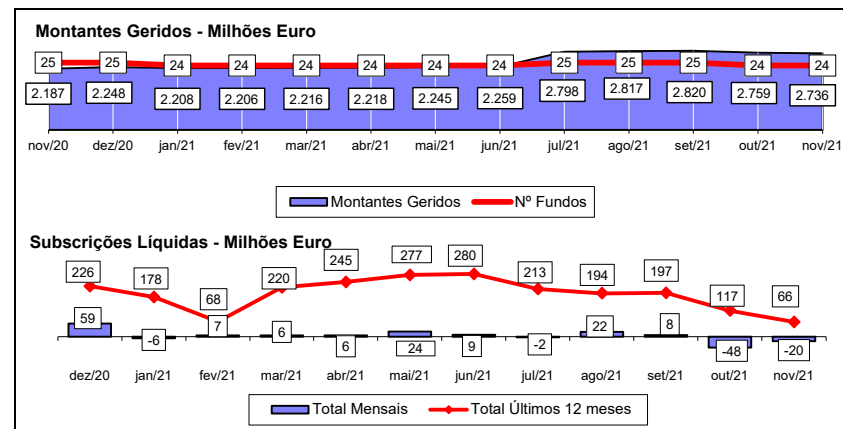 Montantes Geridos - Milhões Euro
25 25 24 24 24 24 24 24 25 25 25 24 24
2.187 2.248 2.208 2.206 2.216 2.218 2.245 2.259 2.798 2.817 2.820 2.759 2.736
nov/20 dez/20 jan/21 fev/21 mar/21 abr/21 mai/21 jun/21 jul/21 ago/21 set/21 out/21 nov/21
Montantes Geridos Nº Fundos
Subscrições Líquidas - Milhões Euro
226 178 68 220 245 277 280 213 194 197 117 66
59 -6 7 6 6 24 9 -2 22 8 -48 -20
dez/20 jan/21 fev/21 mar/21 abr/21 mai/21 jun/21 jul/21 ago/21 set/21 out/21 nov/21
Total Mensais Total Últimos 12 meses